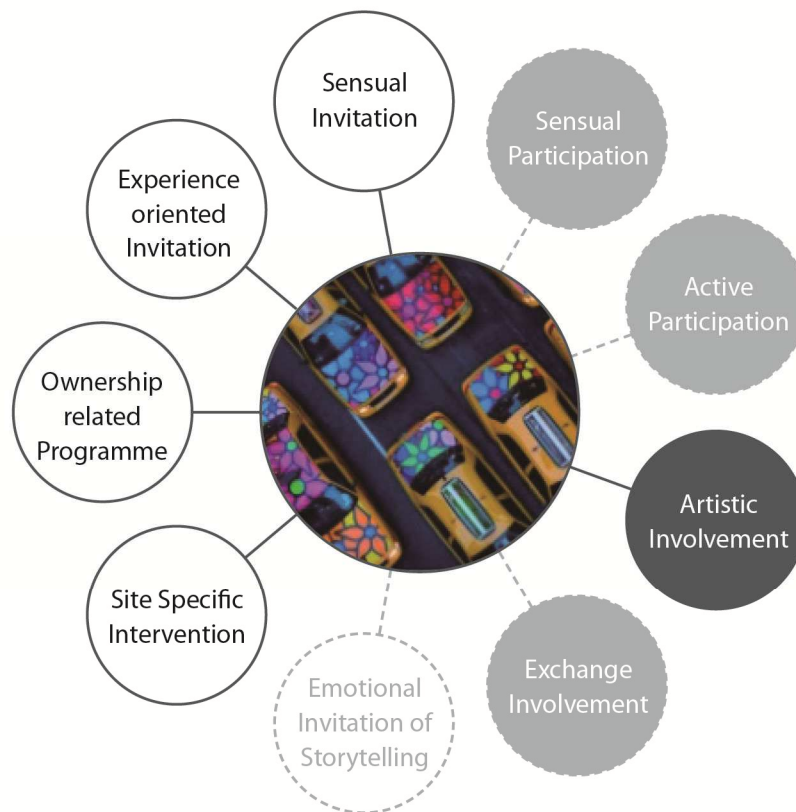 Sensual
Invitation
Sensual
Participation
Experience
oriented
Invitation
Active
Participation
Ownership
related
Programme
Artistic
Involvement
Site Specific
Intervention
Exchange
Involvement
Emotional
Invitation of
Storytelling